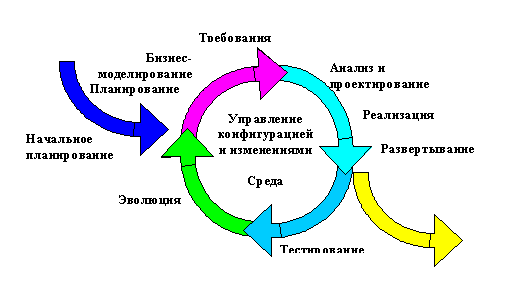 Требования
Бизнес-
моделирование
Планирование
Анализ и
проектирование
Реализация
Управление
конфигурацией
и изменениями
Начальное
планирование
Развертывание
Среда
Эволюция
Тестирование